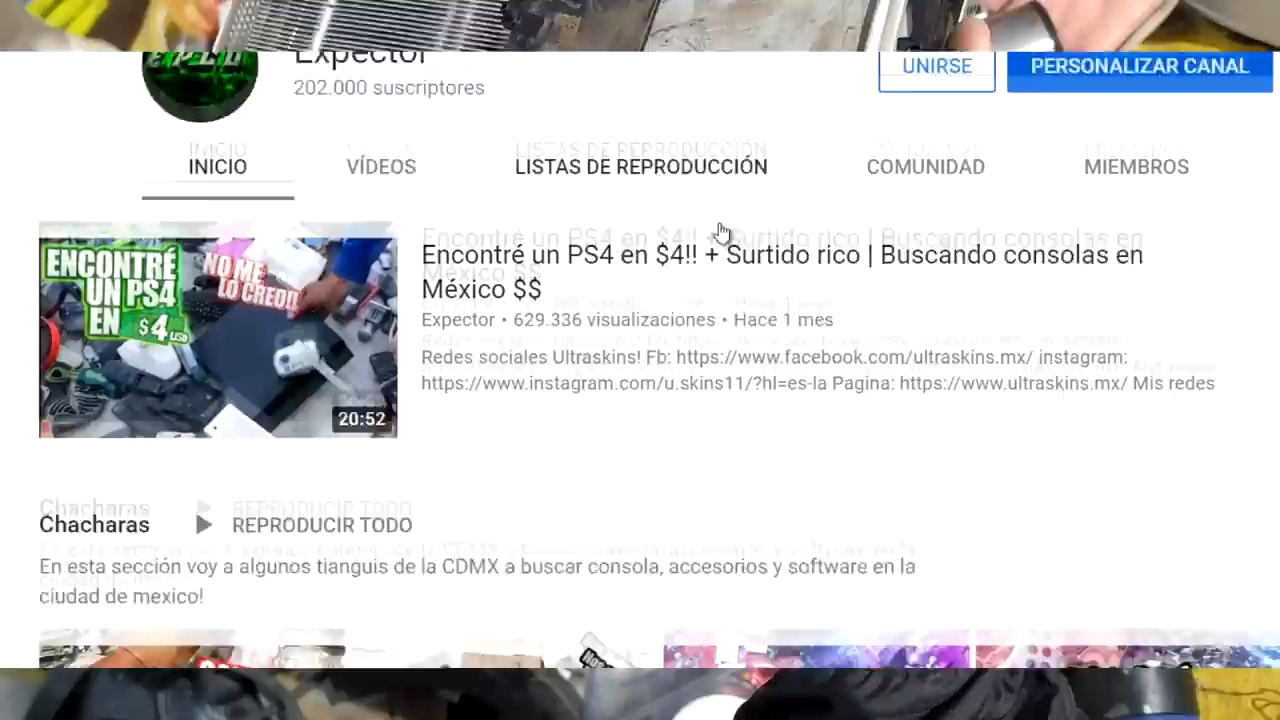 Expector
202.000 suscriptores
UNIRSE
PERSONALIZAR CANAL
INICIO
VÍDEOS
LISTAS DE REPRODUCCIÓN
COMUNIDAD
MIEMBROS
ENCONTRÉ
UN PS4
EN $4 USD
NO ME
LO CREO!!
20:52
Encontré un PS4 en $4!! + Surtido rico | Buscando consolas en
México $$
Expector • 629.336 visualizaciones • Hace 1 mes
Redes sociales Ultraskins! Fb: https://www.facebook.com/ultraskins.mx/ instagram:
https://www.instagram.com/u.skins11/?hl=es-la Pagina: https://www.ultraskins.mx/ Mis redes
Chacharas
REPRODUCIR TODO
En esta sección voy a algunos tianguis de la CDMX a buscar consola, accesorios y software en la
ciudad de mexico!